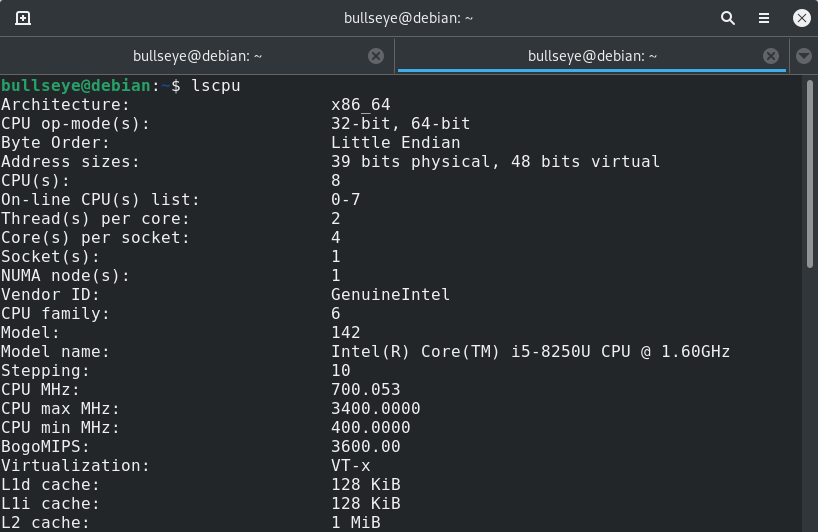 bullseye@debian: ~
bullseye@debian: ~ bullseye@debian: ~
bullseye@debian:~$ lscpu
Architecture: x86_64
CPU op-mode(s): 32-bit, 64-bit
Byte Order: Little Endian
Address sizes: 39 bits physical, 48 bits virtual
CPU(s): 8
On-line CPU(s) list: 0-7
Thread(s) per core: 2
Core(s) per socket: 4
Socket(s): 1
NUMA node(s): 1
Vendor ID: GenuineIntel
CPU family: 6
Model: 142
Model name: Intel(R) Core(TM) i5-8250U CPU @ 1.60GHz
Stepping: 10
CPU MHz: 700.053
CPU max MHz: 3400.0000
CPU min MHz: 400.0000
BogoMIPS: 3600.00
Virtualization: VT-x
L1d cache: 128 KiB
L1i cache: 128 KiB
L2 cache: 1 MiB